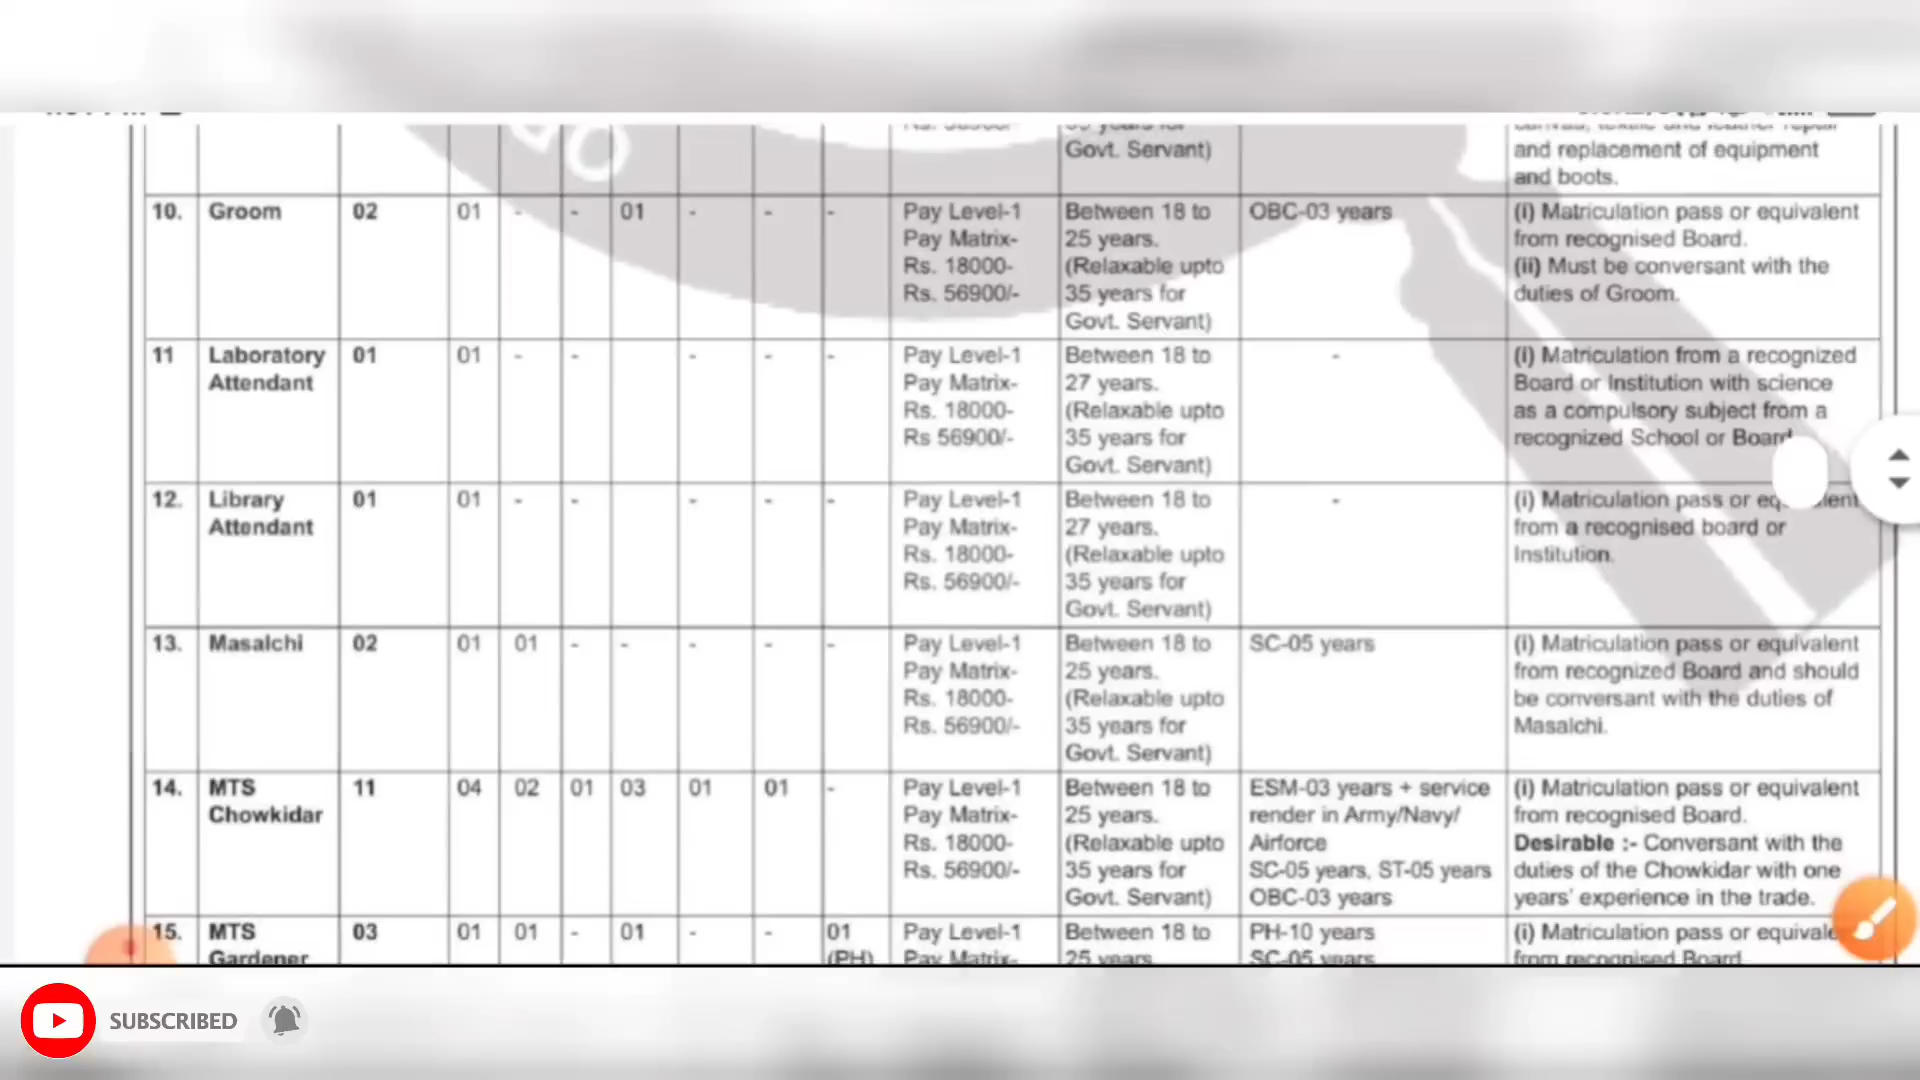 Govt. Servant)
and replacement of equipment
and boots.
10. Groom 02 01 - - 01 - - - Pay Level-1 Between 18 to OBC-03 years (i) Matriculation pass or equivalent
Pay Matrix- 25 years. from recognised Board.
Rs. 18000- (Relaxable upto (ii) Must be conversant with the
Rs. 56900/- 35 years for duties of Groom.
Govt. Servant)
11 Laboratory 01 01 - - - - - Pay Level-1 Between 18 to - (i) Matriculation from a recognized
Attendant Pay Matrix- 27 years. Board or Institution with science
Rs. 18000- (Relaxable upto as a compulsory subject from a
Rs 56900/- 35 years for recognized School or Board
Govt. Servant)
12. Library 01 01 - - - - - Pay Level-1 Between 18 to - (i) Matriculation pass or
Attendant Pay Matrix- 27 years. from a recognised board or
Rs. 18000- (Relaxable upto Institution.
Rs. 56900/- 35 years for
Govt. Servant)
13. Masalchi 02 01 01 - - - - - Pay Level-1 Between 18 to SC-05 years (i) Matriculation pass or equivalent
Pay Matrix- 25 years. from recognized Board and should
Rs. 18000- (Relaxable upto be conversant with the duties of
Rs. 56900/- 35 years for Masalchi.
Govt. Servant)
14. MTS 11 04 02 01 03 01 01 - Pay Level-1 Between 18 to ESM-03 years + service (i) Matriculation pass or equivalent
Chowkidar Pay Matrix- 25 years. render in Army/Navy/ from recognised Board.
Rs. 18000- (Relaxable upto Airforce Desirable :- Conversant with the
Rs. 56900/- 35 years for SC-05 years, ST-05 years duties of the Chowkidar with one
Govt. Servant) OBC-03 years years' experience in the trade.
15. MTS 03 01 01 - 01 - - 01 Pay Level-1 Between 18 to PH-10 years (i) Matriculation pass or
Gardener (PH) Pay Matrix- 25 years. SC-05 years from recognised Board.
SUBSCRIBED